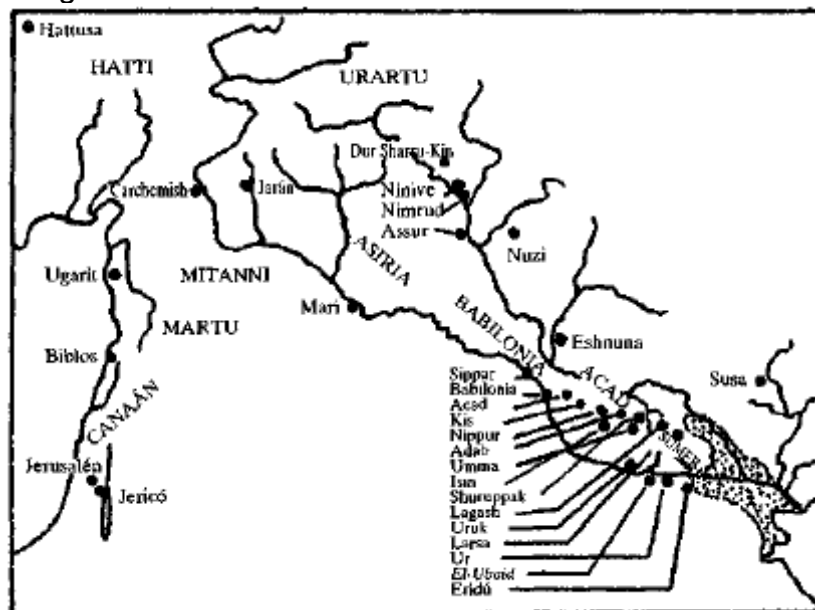 Hattusa
HATTI
URARTU
Dur Sharru-Kin
Carchemish
Jarán
Nínive
Nimrud
Assur
Nuzi
ASIRIA
Ugarit
MITANNI
MARTU
Mari
BABILONIA
Eshnuna
Biblos
ACAD
Susa
CANAÁN
SUMER
Sippar
Babilonia
Acad
Kis
Nippur
Adab
Umma
Isin
Shuruppak
Lagash
Uruk
Larsa
Ur
El-Ubaid
Eridú
Jerusalén
Jericó